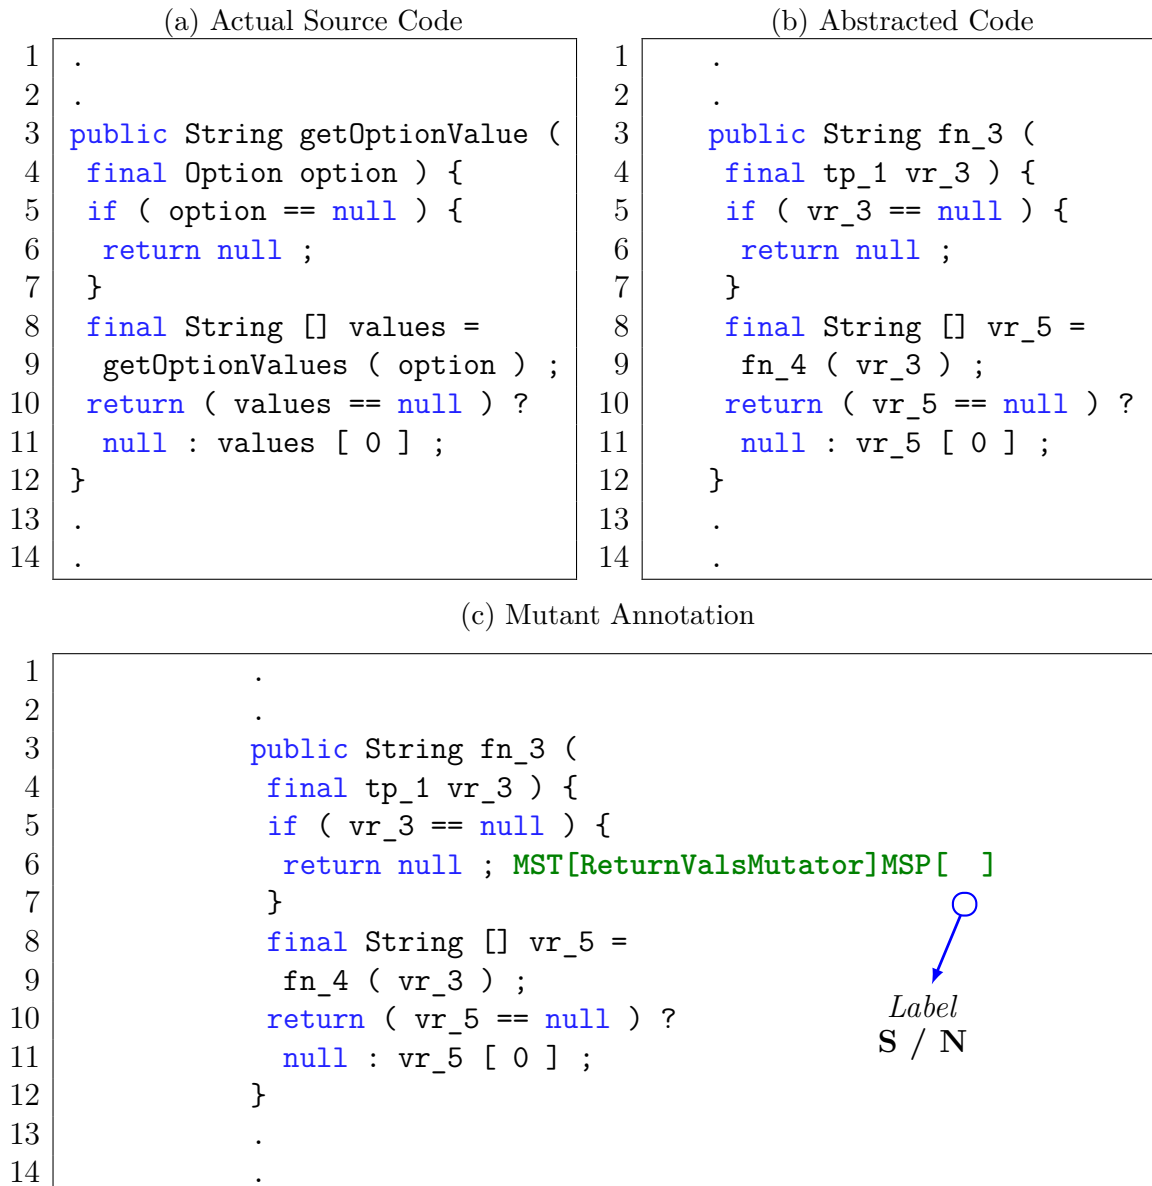 (a) Actual Source Code
1 .
2 .
3 public String getOptionValue (
4 final Option option ) {
5 if ( option == null ) {
6 return null ;
7 }
8 final String [] values =
9 getOptionValues ( option ) ;
10 return ( values == null ) ?
11 null : values [ 0 ] ;
12 }
13 .
14 .
(b) Abstracted Code
1 .
2 .
3 public String fn_3 (
4 final tp_1 vr_3 ) {
5 if ( vr_3 == null ) {
6 return null ;
7 }
8 final String [] vr_5 =
9 fn_4 ( vr_3 ) ;
10 return ( vr_5 == null ) ?
11 null : vr_5 [ 0 ] ;
12 }
13 .
14 .
(c) Mutant Annotation
1 .
2 .
3 public String fn_3 (
4 final tp_1 vr_3 ) {
5 if ( vr_3 == null ) {
6 return null ; MST[ReturnValsMutator]MSP[ ]
7 }
8 final String [] vr_5 =
9 fn_4 ( vr_3 ) ;
10 return ( vr_5 == null ) ?
11 null : vr_5 [ 0 ] ;
12 }
13 .
14 .
Label
S / N